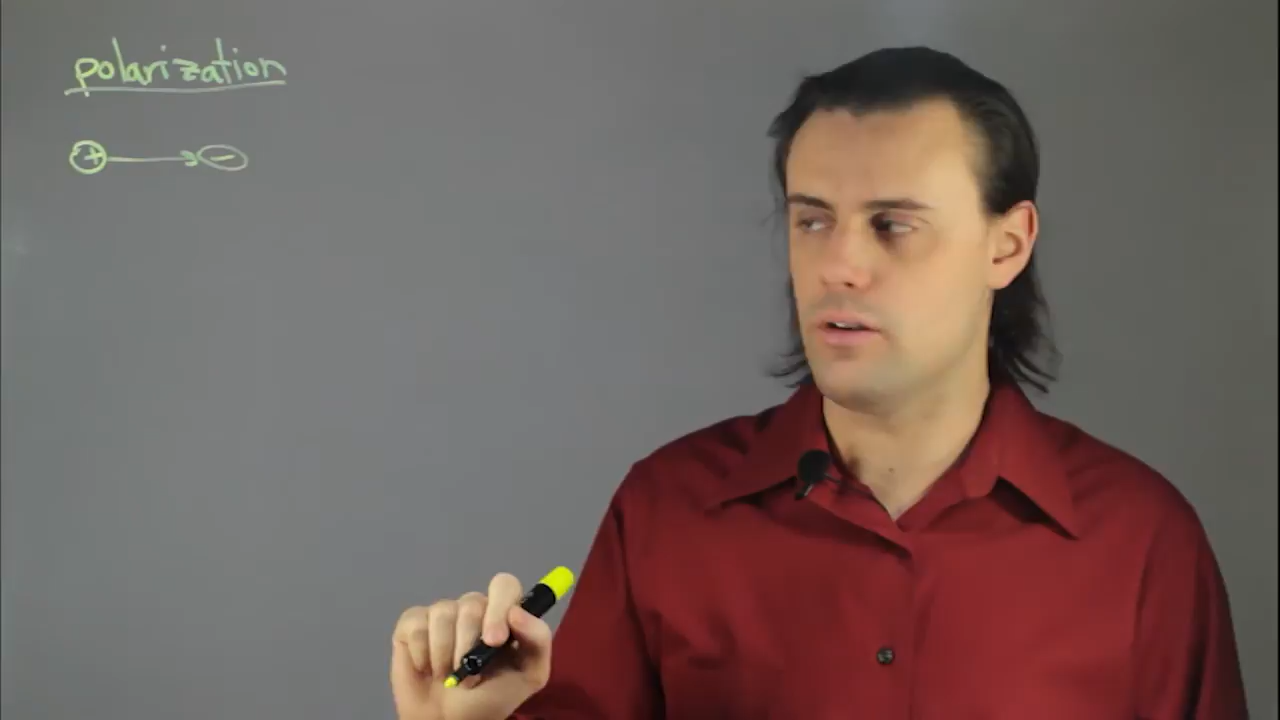 polarization
+ → -